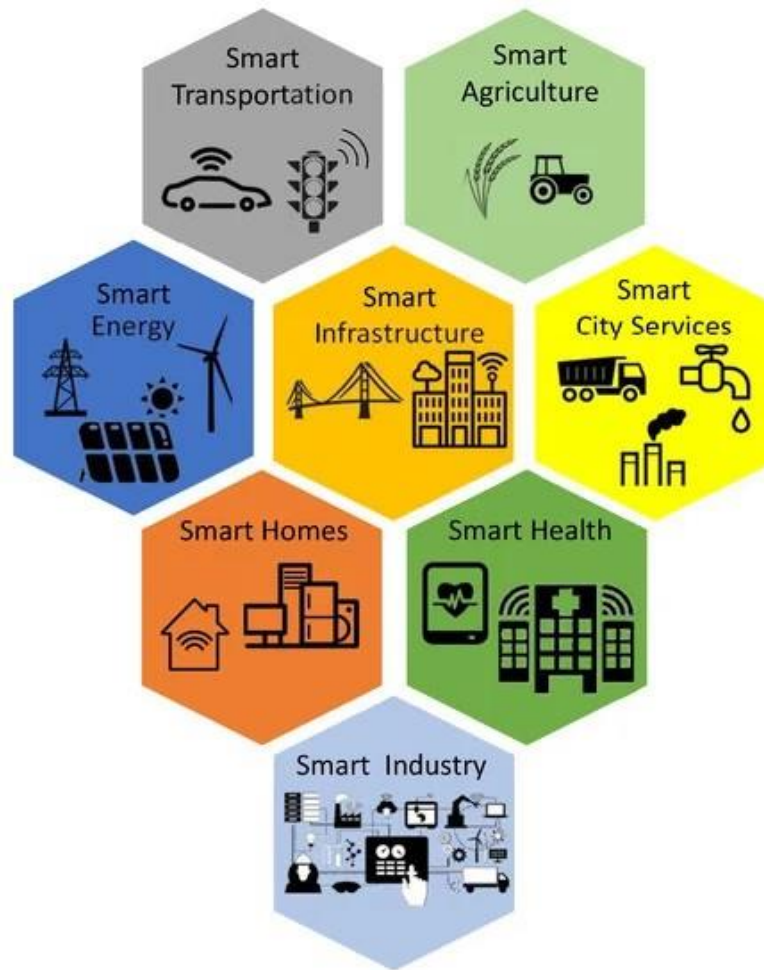 Smart
Transportation
Smart
Agriculture
Smart
Energy
Smart
Infrastructure
Smart
City Services
Smart Homes
Smart Health
Smart Industry